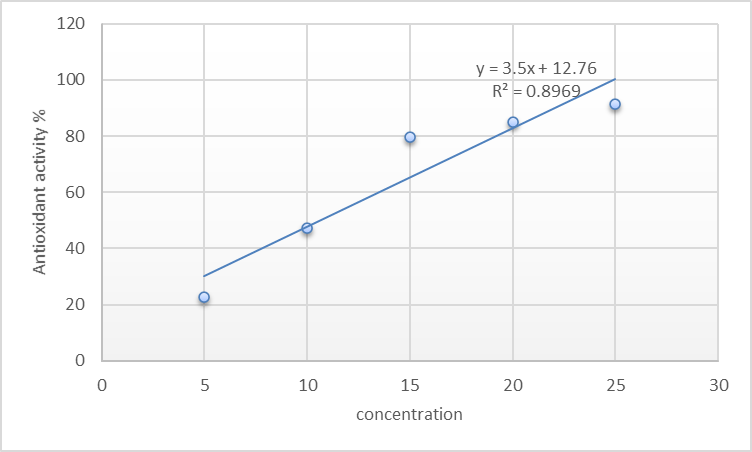 120
100
80
60
40
20
0
y = 3.5x + 12.76
R² = 0.8969
Antioxidant activity %
0 5 10 15 20 25 30
concentration